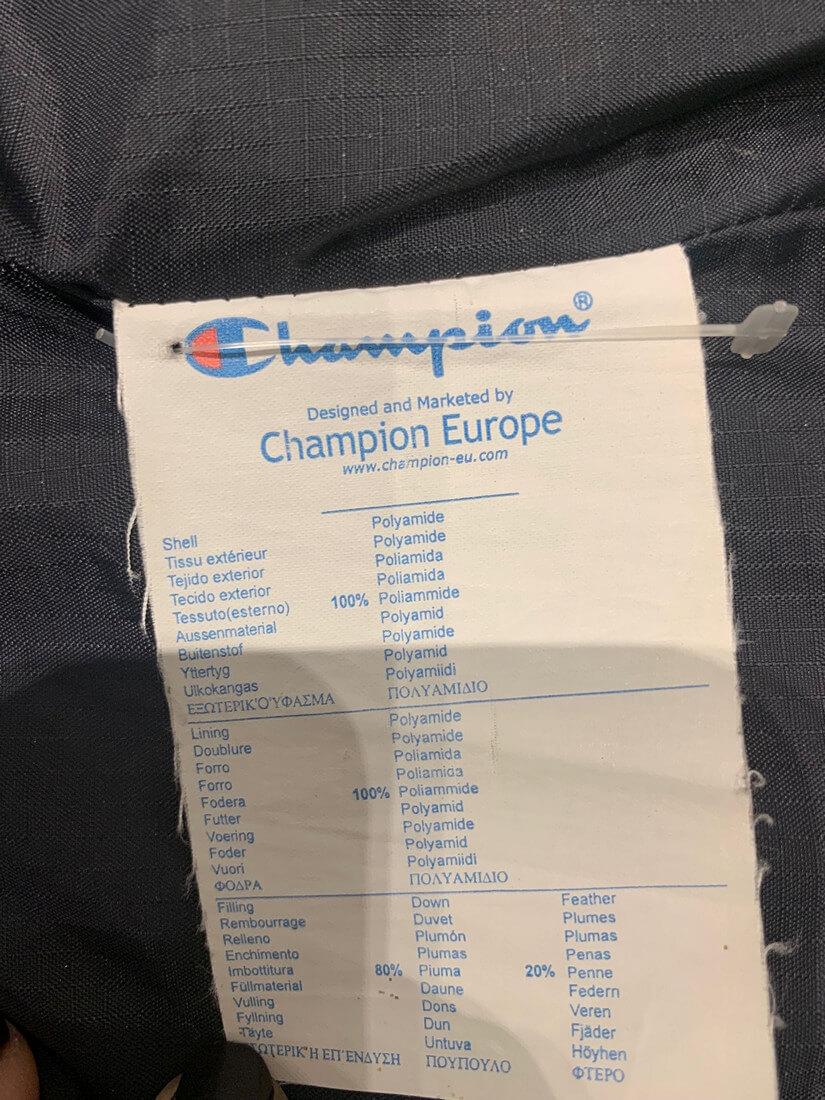 Champion®
Designed and Marketed by
Champion Europe
www.champion-eu.com
Shell Polyamide
Tissu extérieur Polyamide
Tejido exterior Poliamida
Tecido exterior Poliamida
Tessuto(esterno) 100% Poliammide
Aussenmaterial Polyamid
Buitenstof Polyamide
Yttertyg Polyamid
Ulkokangas Polyamiidi
ΕΞΩΤΕΡΙΚ'Ο'ΥΦΑΣΜΑ ΠΟΛΥΑΜΙΔΙΟ
Lining Polyamide
Doublure Polyamide
Forro Poliamida
Forro Poliamida
Fodera 100% Poliammide
Futter Polyamid
Voering Polyamide
Foder Polyamid
Vuori Polyamiidi
ΦΟΔΡΑ ΠΟΛΥΑΜΙΔΙΟ
Filling Down Feather
Rembourrage Duvet Plumes
Relleno Plumón Plumas
Enchimento Plumas Penas
Imbottitura 80% Piuma 20% Penne
Füllmaterial Daune Federn
Vulling Dons Veren
Fyllning Dun Fjäder
Täyte Untuva Höyhen
ΣΩΤΕΡΙΚ'Η ΕΠ'ΕΝΔΥΣΗ ΠΟΥΠΟΥΛΟ ΦΤΕΡΟ